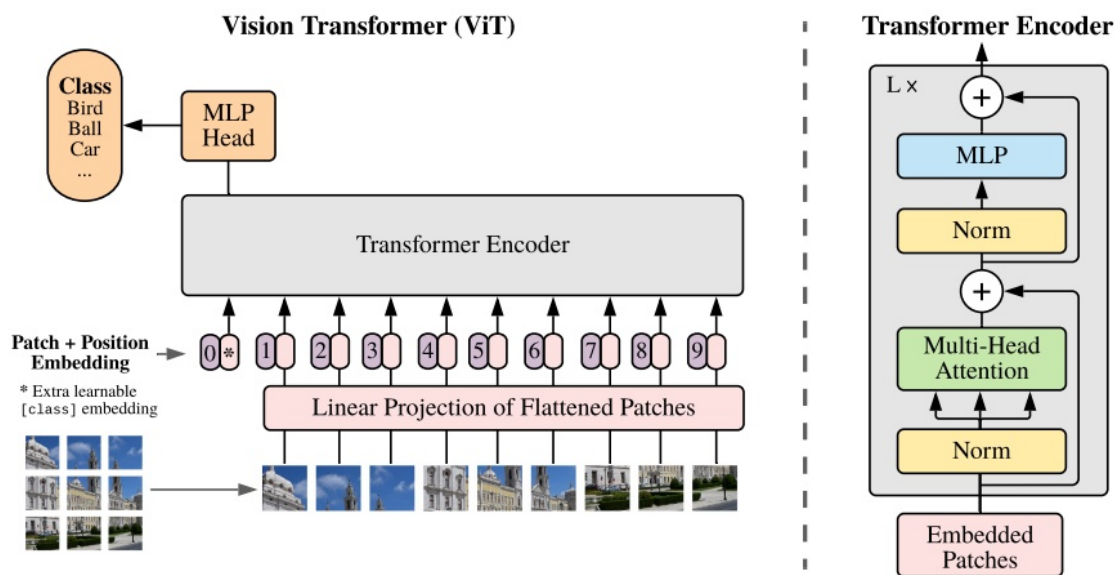 Vision Transformer (ViT)
Class
Bird
Ball
Car
...
MLP
Head
Transformer Encoder
Patch + Position
Embedding
0 * 1 2 3 4 5 6 7 8 9
* Extra learnable
[class] embedding
Linear Projection of Flattened Patches
Transformer Encoder
L x
+
MLP
Norm
+
Multi-Head
Attention
Norm
Embedded
Patches